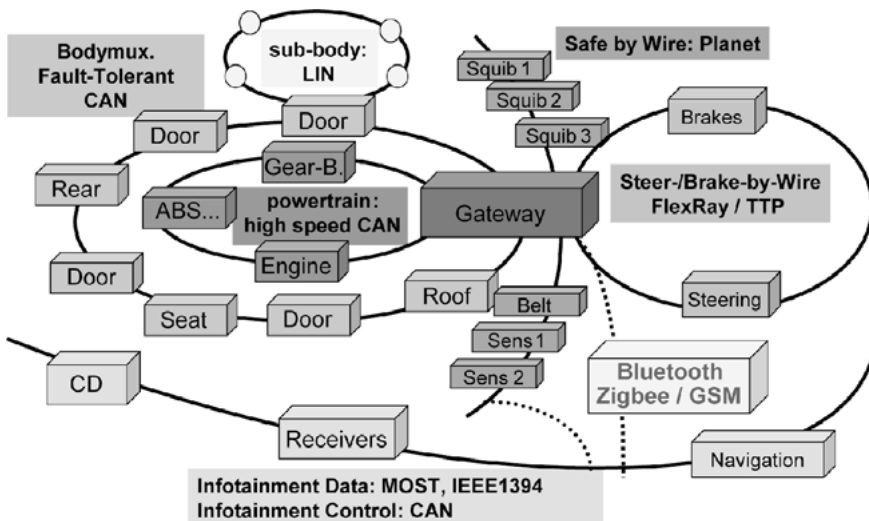 Bodymux.
Fault-Tolerant
CAN
sub-body:
LIN
Safe by Wire: Planet
Squib 1
Squib 2
Squib 3
Door
Door
Brakes
Gear-B.
Rear
ABS...
powertrain:
high speed CAN
Gateway
Steer-/Brake-by-Wire
FlexRay / TTP
Engine
Door
Roof
Seat
Door
Belt
Sens 1
Sens 2
Steering
CD
Bluetooth
Zigbee / GSM
Receivers
Navigation
Infotainment Data: MOST, IEEE1394
Infotainment Control: CAN